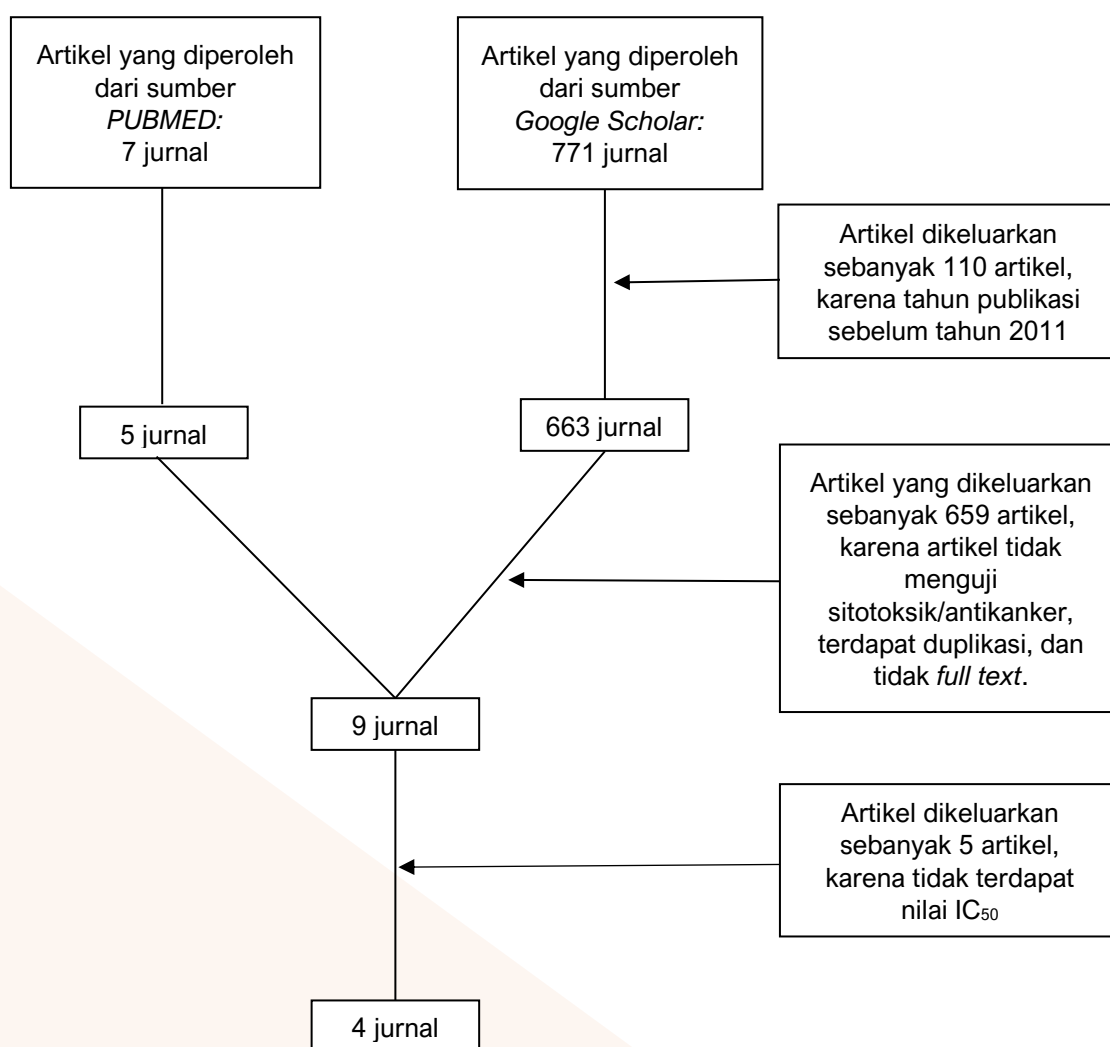 Artikel yang diperoleh
dari sumber
PUBMED:
7 jurnal
Artikel yang diperoleh
dari sumber
Google Scholar:
771 jurnal
Artikel dikeluarkan
sebanyak 110 artikel,
karena tahun publikasi
sebelum tahun 2011
5 jurnal
663 jurnal
Artikel yang dikeluarkan
sebanyak 659 artikel,
karena artikel tidak
menguji
sitotoksik/antikanker,
terdapat duplikasi, dan
tidak full text.
9 jurnal
Artikel dikeluarkan
sebanyak 5 artikel,
karena tidak terdapat
nilai IC₅₀
4 jurnal